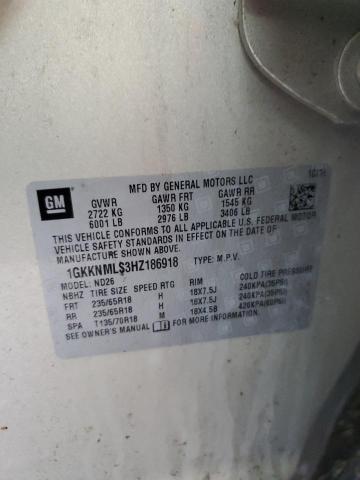 MFD BY GENERAL MOTORS LLC
10/16
GM
GVWR GAWR FRT GAWR RR
2722 KG 1350 KG 1545 KG
6001 LB 2976 LB 3406 LB
THIS VEHICLE CONFORMS TO ALL APPLICABLE U.S. FEDERAL MOTOR
VEHICLE SAFETY STANDARDS IN EFFECT ON THE DATE OF
MANUFACTURE SHOWN ABOVE.
1GKKNMLS3HZ186918 TYPE: M.P.V.
MODEL: ND26
NBHZ TIRE SIZE SPEED RTG RIM COLD TIRE PRESSURE
FRT 235/65R18 H 18X7.5J 240KPA(35PSI)
RR 235/65R18 H 18X7.5J 240KPA(35PSI)
SPA T135/70R18 M 18X4.5B 420KPA(60PSI)
SEE OWNER'S MANUAL FOR MORE INFORMATION.